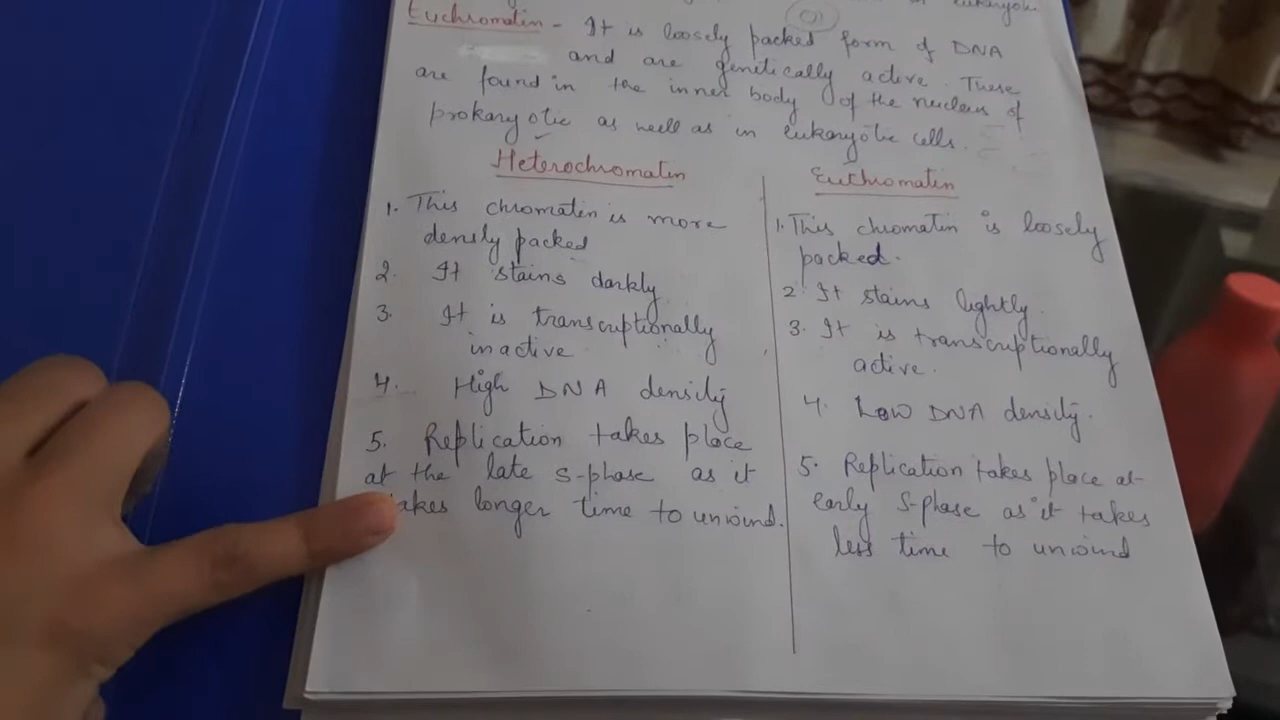 eukaryo
Euchromatin - It is loosely packed form of DNA
and are genetically active. These
are found in the inner body of the nucleus of
prokaryotic as well as in eukaryotic cells.
Heterochromatin
1. This chromatin is more
densly packed
2. It stains darkly
3. It is transcriptionally
inactive
4. High DNA density
5. Replication takes place
at the late S-phase as it
takes longer time to unwind.
Euchromatin
1. This chromatin is loosely
packed.
2. It stains lightly.
3. It is transcriptionally
active.
4. Low DNA density.
5. Replication takes place at
early S-phase as it takes
less time to unwind